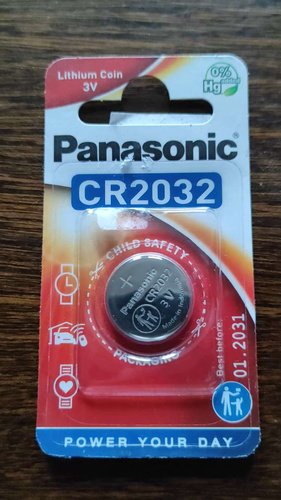 Lithium Coin
3V
0%
Hg
Panasonic
CR2032
CHILD SAFETY
PACKAGING
+
Panasonic
CR2032
3V
Best before:
01.2031
POWER YOUR DAY